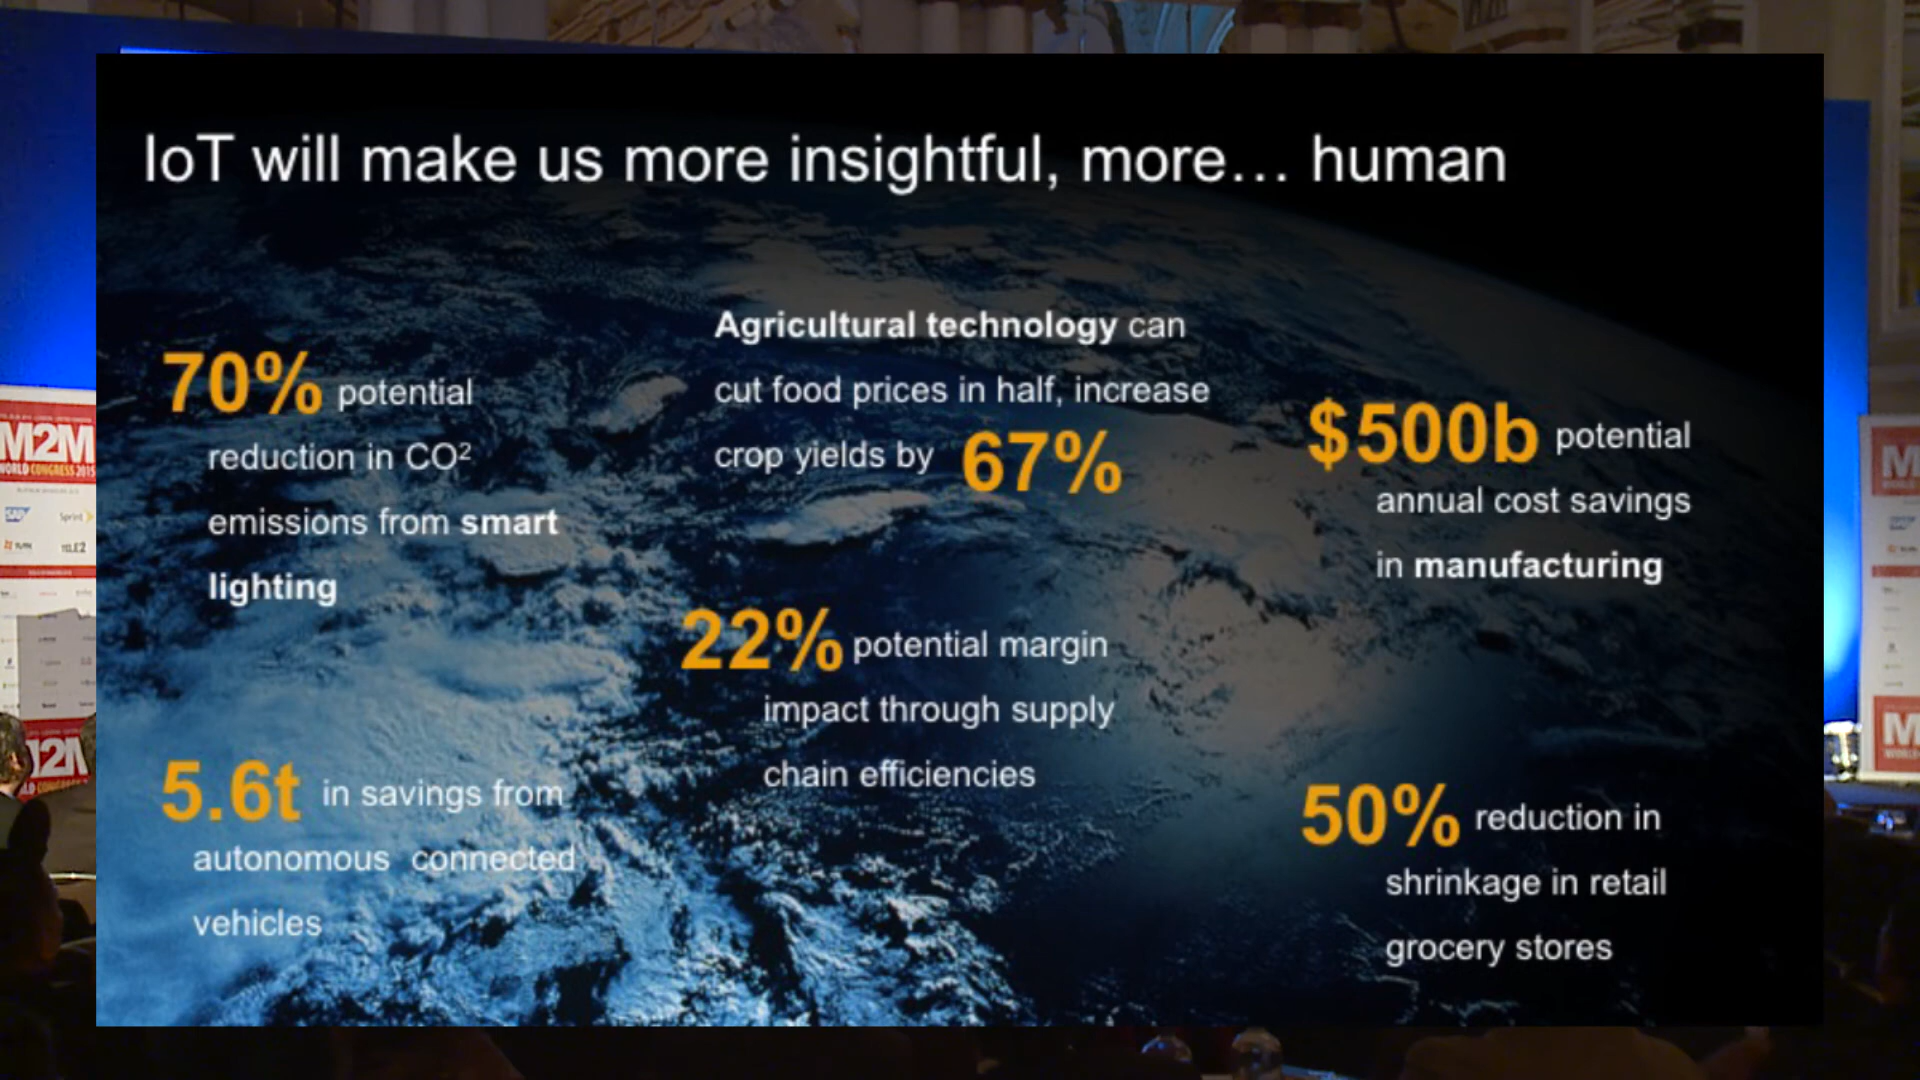 IoT will make us more insightful, more... human
70% potential
reduction in CO²
emissions from smart
lighting
Agricultural technology can
cut food prices in half, increase
crop yields by 67%
$500b potential
annual cost savings
in manufacturing
22% potential margin
impact through supply
chain efficiencies
5.6t in savings from
autonomous connected
vehicles
50% reduction in
shrinkage in retail
grocery stores
M2M
WORLD CONGRESS 2015
SAP Sprint
TELE2